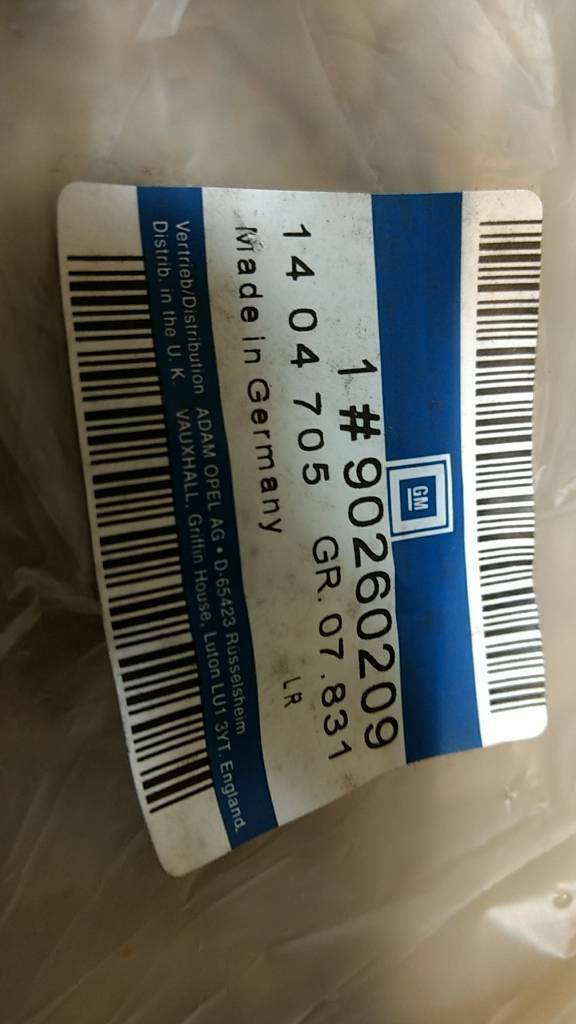 GM
1 # 90260209
14 04 705 GR. 07.831
Made in Germany LR
Vertrieb/Distribution ADAM OPEL AG • D-65423 Rüsselsheim
Distrib. in the U. K. VAUXHALL, Griffin House, Luton LU1 3YT. England.